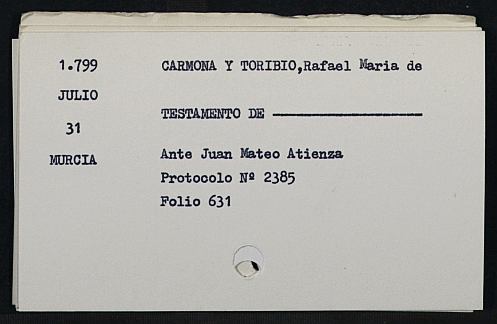 1.799 CARMONA Y TORIBIO,Rafael Maria de
JULIO
TESTAMENTO DE
31
MURCIA Ante Juan Mateo Atienza
Protocolo Nº 2385
Folio 631